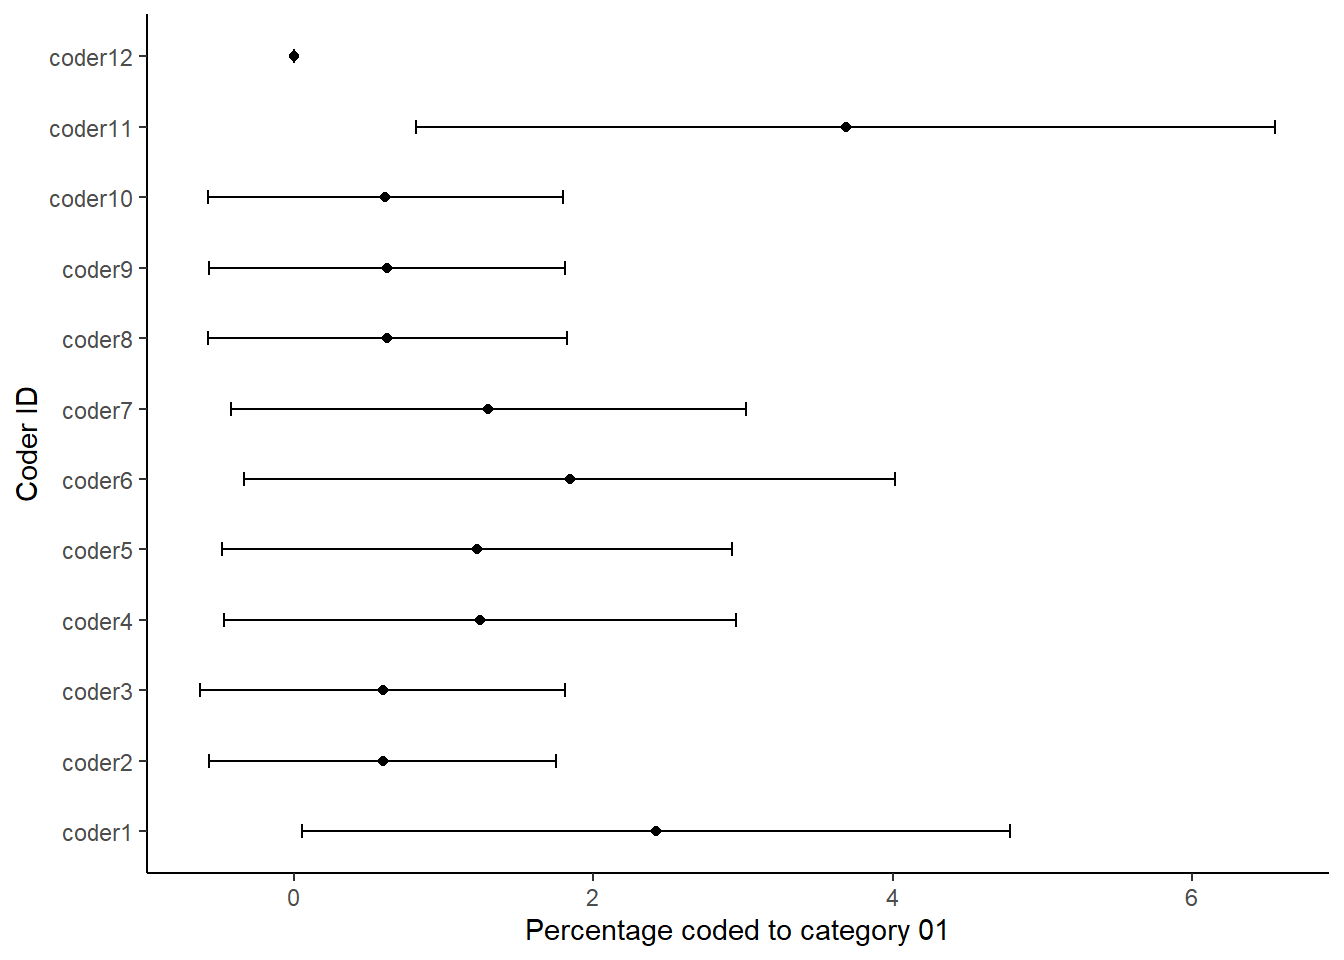 coder12
coder11
coder10
coder9
coder8
coder7
coder6
coder5
coder4
coder3
coder2
coder1
Coder ID
0 2 4 6
Percentage coded to category 01